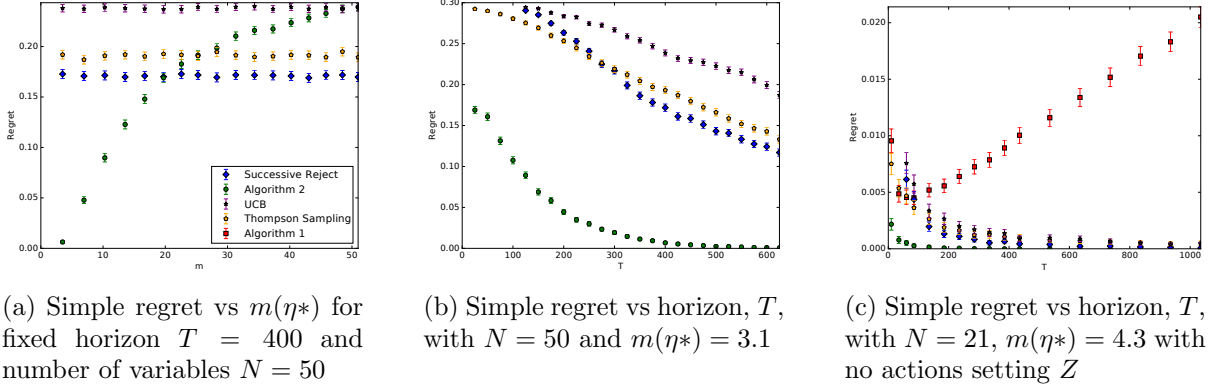 0.20
0.15
0.10
0.05
0.00
Regret
0
10
20
30
40
50
m
Successive Reject
Algorithm 2
UCB
Thompson Sampling
Algorithm 1
0.30
0.25
0.20
0.15
0.10
0.05
0.00
Regret
0
100
200
300
400
500
600
T
0.020
0.015
0.010
0.005
0.000
Regret
0
200
400
600
800
1000
T
(a) Simple regret vs m(η∗) for
fixed horizon T = 400 and
number of variables N = 50
(b) Simple regret vs horizon, T,
with N = 50 and m(η∗) = 3.1
(c) Simple regret vs horizon, T,
with N = 21, m(η∗) = 4.3 with
no actions setting Z